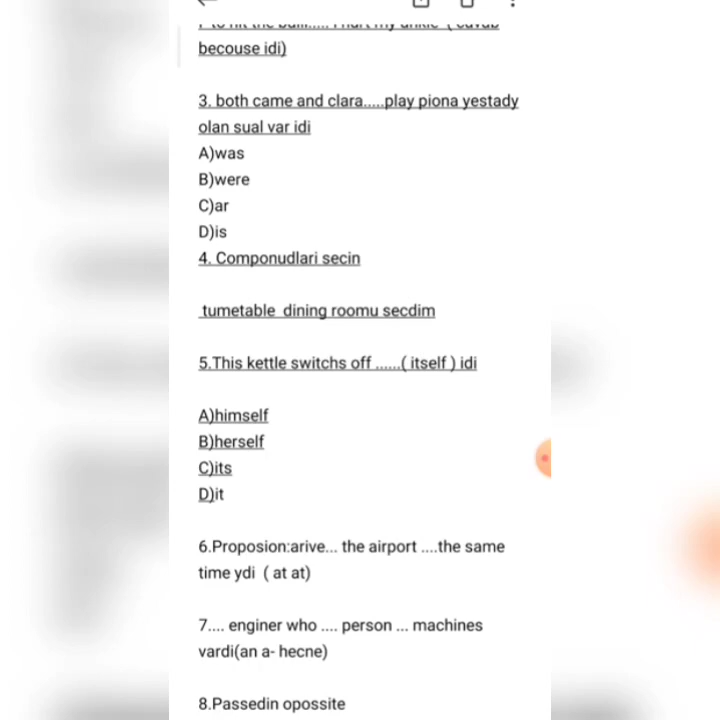 becouse idi)
3. both came and clara.....play piona yestady
olan sual var idi
A)was
B)were
C)ar
D)is
4. Componudlari secin
tumetable dining roomu secdim
5.This kettle switchs off ......( itself ) idi
A)himself
B)herself
C)its
D)it
6.Proposion:arive... the airport ....the same
time ydi ( at at)
7.... enginer who .... person ... machines
vardi(an a- hecne)
8.Passedin opossite